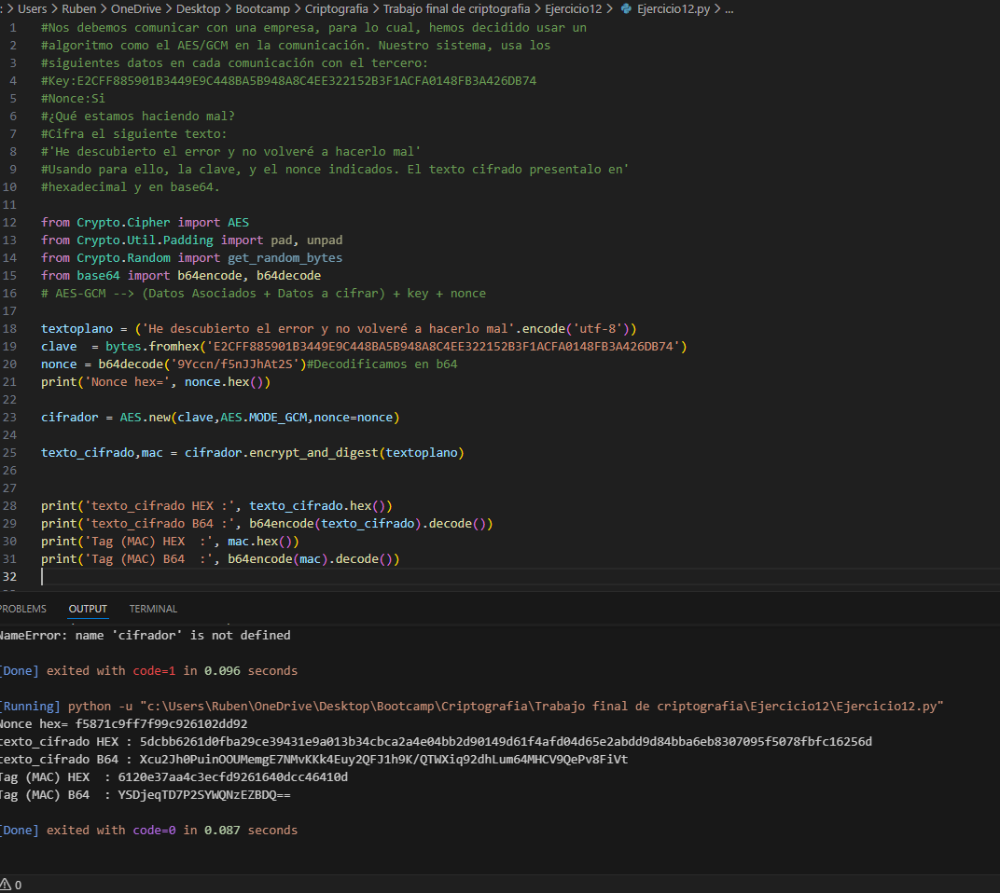 : > Users > Ruben > OneDrive > Desktop > Bootcamp > Criptografia > Trabajo final de criptografia > Ejercicio12 > Ejercicio12.py > ...
1 #Nos debemos comunicar con una empresa, para lo cual, hemos decidido usar un
2 #algoritmo como el AES/GCM en la comunicación. Nuestro sistema, usa los
3 #siguientes datos en cada comunicación con el tercero:
4 #Key:E2CFF885901B3449E9C448BA5B948A8C4EE322152B3F1ACFA0148FB3A426DB74
5 #Nonce:Si
6 #¿Qué estamos haciendo mal?
7 #Cifra el siguiente texto:
8 #'He descubierto el error y no volveré a hacerlo mal'
9 #Usando para ello, la clave, y el nonce indicados. El texto cifrado presentalo en'
10 #hexadecimal y en base64.
11
12 from Crypto.Cipher import AES
13 from Crypto.Util.Padding import pad, unpad
14 from Crypto.Random import get_random_bytes
15 from base64 import b64encode, b64decode
16 # AES-GCM --> (Datos Asociados + Datos a cifrar) + key + nonce
17
18 textoplano = ('He descubierto el error y no volveré a hacerlo mal'.encode('utf-8'))
19 clave  = bytes.fromhex('E2CFF885901B3449E9C448BA5B948A8C4EE322152B3F1ACFA0148FB3A426DB74')
20 nonce = b64decode('9Yccn/f5nJJhAt2S')#Decodificamos en b64
21 print('Nonce hex=', nonce.hex())
22
23 cifrador = AES.new(clave,AES.MODE_GCM,nonce=nonce)
24
25 texto_cifrado,mac = cifrador.encrypt_and_digest(textoplano)
26
27
28 print('texto_cifrado HEX :', texto_cifrado.hex())
29 print('texto_cifrado B64 :', b64encode(texto_cifrado).decode())
30 print('Tag (MAC) HEX  :', mac.hex())
31 print('Tag (MAC) B64  :', b64encode(mac).decode())
32
PROBLEMS OUTPUT TERMINAL
NameError: name 'cifrador' is not defined
[Done] exited with code=1 in 0.096 seconds
[Running] python -u "c:\Users\Ruben\OneDrive\Desktop\Bootcamp\Criptografia\Trabajo final de criptografia\Ejercicio12\Ejercicio12.py"
Nonce hex= f5871c9ff7f99c926102dd92
texto_cifrado HEX : 5dcbb6261d0fba29ce39431e9a013b34cbca2a4e04bb2d90149d61f4afd04d65e2abdd9d84bba6eb8307095f5078fbfc16256d
texto_cifrado B64 : Xcu2Jh0PuinOOUMemgE7NMvKKk4Euy2QFJ1h9K/QTWXiq92dhLum64MHCV9QePv8FiVt
Tag (MAC) HEX  : 6120e37aa4c3ecfd9261640dcc46410d
Tag (MAC) B64  : YSDjeqTD7P2SYWQNzEZBDQ==
[Done] exited with code=0 in 0.087 seconds
0